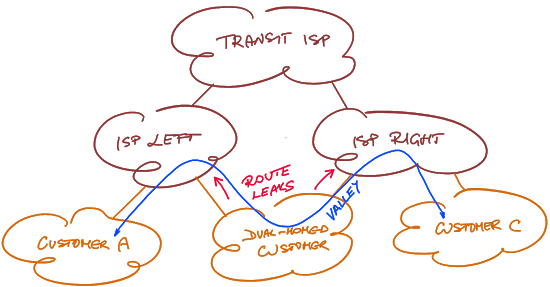 TRANSIT ISP
ISP LEFT
ISP RIGHT
ROUTE
LEAKS
VALLEY
CUSTOMER A
DUAL-HOMED
CUSTOMER
CUSTOMER C